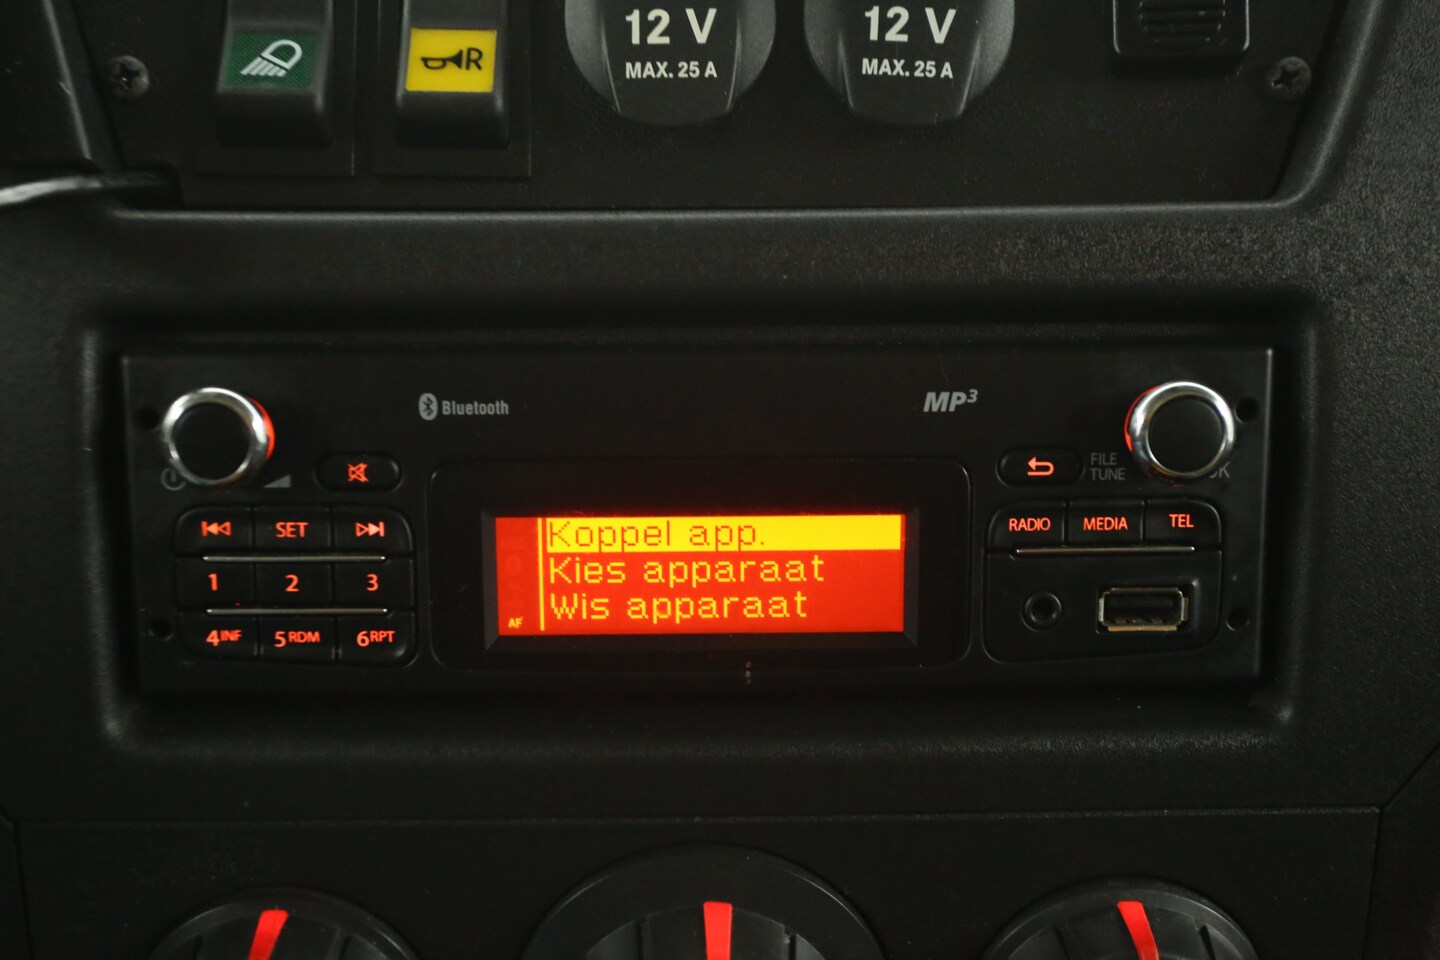 R
12 V
MAX. 25 A
12 V
MAX. 25 A
Bluetooth
MP3
FILE
TUNE
SET
1 2 3
4INF 5RDM 6RPT
Koppel app.
Kies apparaat
Wis apparaat
AF
RADIO MEDIA TEL